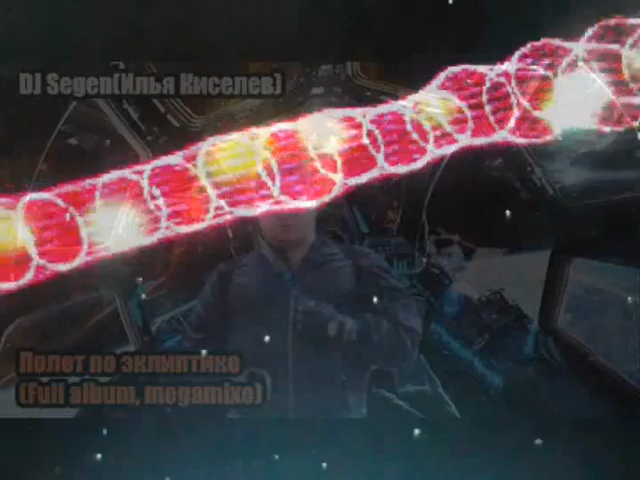 DJ Segen(Илья Киселев)
Полет по эклиптике
(Full album, megamixe)